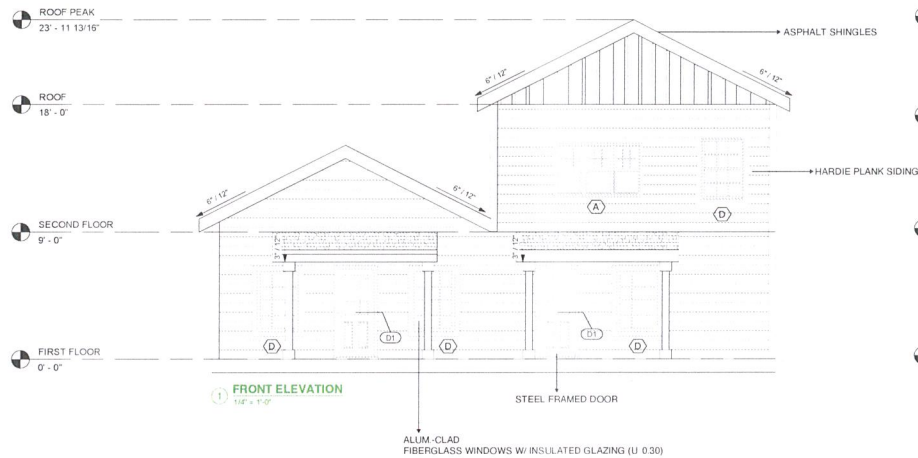 ROOF PEAK
23' - 11 13/16"
ASPHALT SHINGLES
6" / 12"
6" / 12"
ROOF
18' - 0"
HARDIE PLANK SIDING
A
D
6" / 12"
6" / 12"
SECOND FLOOR
9' - 0"
3" / 12"
3" / 12"
D1
D1
D
D
D
FIRST FLOOR
0' - 0"
1
FRONT ELEVATION
1/4" = 1'-0"
STEEL FRAMED DOOR
ALUM.-CLAD
FIBERGLASS WINDOWS W/ INSULATED GLAZING (U 0.30)